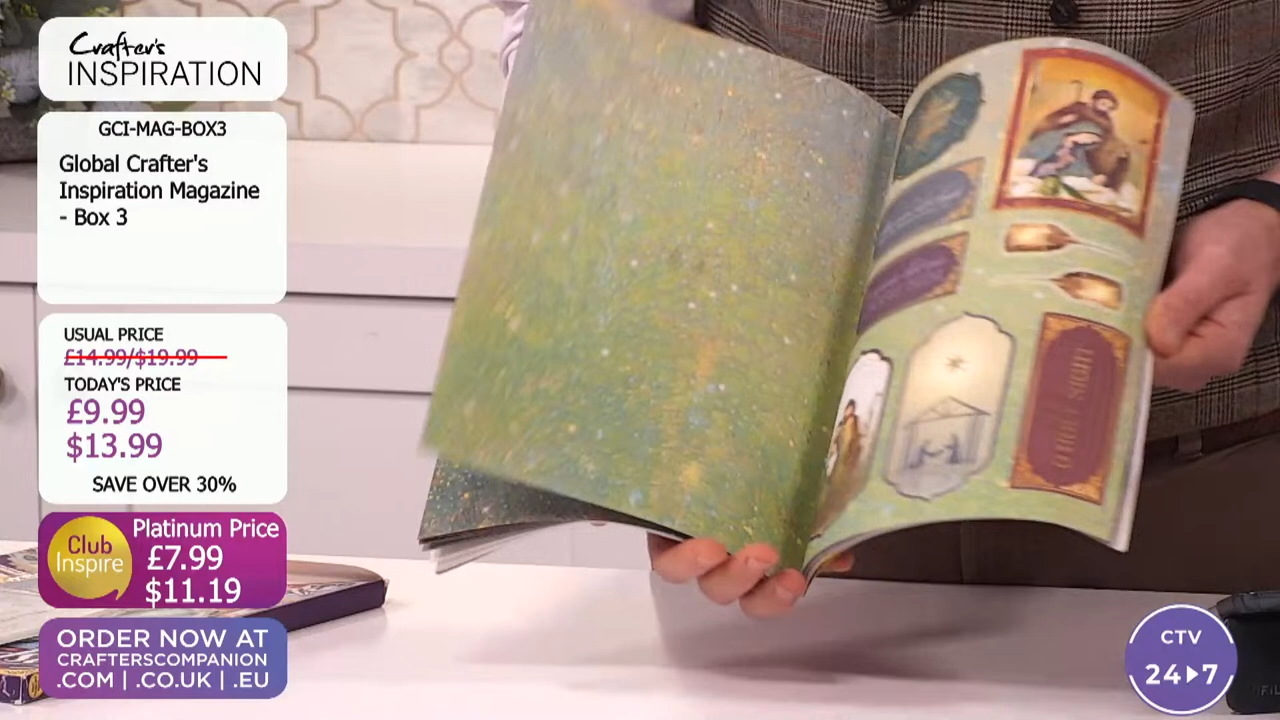 Crafter's
INSPIRATION
GCI-MAG-BOX3
Global Crafter's
Inspiration Magazine
- Box 3
USUAL PRICE
£14.99/$19.99
TODAY'S PRICE
£9.99
$13.99
SAVE OVER 30%
Club
Inspire
Platinum Price
£7.99
$11.19
ORDER NOW AT
CRAFTERSCOMPANION
.COM | .CO.UK | .EU
O HOLY NIGHT
CTV
24▶7